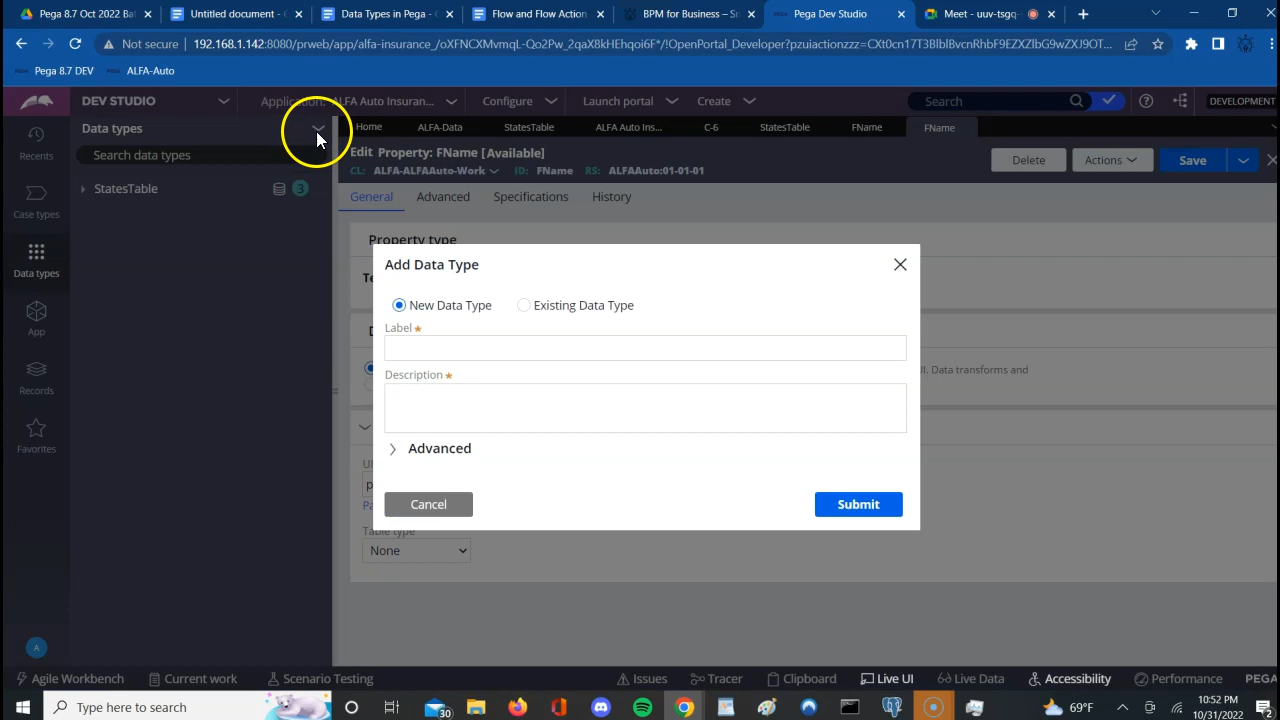 Pega 8.7 Oct 2022 Bat
Untitled document - G
Data Types in Pega - G
Flow and Flow Action
BPM for Business – Sn
Pega Dev Studio
Meet - uuv-tsgq-
Not secure | 192.168.1.142:8080/prweb/app/alfa-insurance_/oXFNCXMvmqL-Qo2Pw_2qaX8kHEhqoi6F*/!OpenPortal_Developer?pzuiactionzzz=CXt0cn17T3BlblBvcnRhbF9EZXZlbG9wZXJ9OT...
Pega 8.7 DEV ALFA-Auto
DEV STUDIO Application: ALFA Auto Insuran... Configure Launch portal Create Search DEVELOPMENT
Data types
Home ALFA-Data StatesTable ALFA Auto Ins... C-6 StatesTable FName FName
Recents
Search data types
Edit Property: FName [Available]
CL: ALFA-ALFAAuto-Work ID: FName RS: ALFAAuto:01-01-01
Delete Actions Save
StatesTable 3
General Advanced Specifications History
Case types
Property type
Add Data Type
Data types
New Data Type Existing Data Type
Label ★
App
Description ★
UI. Data transforms and
Records
Advanced
Favorites
Cancel Submit
Table type
None
A
Agile Workbench Current work Scenario Testing Issues Tracer Clipboard Live UI Live Data Accessibility Performance PEGA
Type here to search
30
69°F
10:52 PM
10/31/2022
2